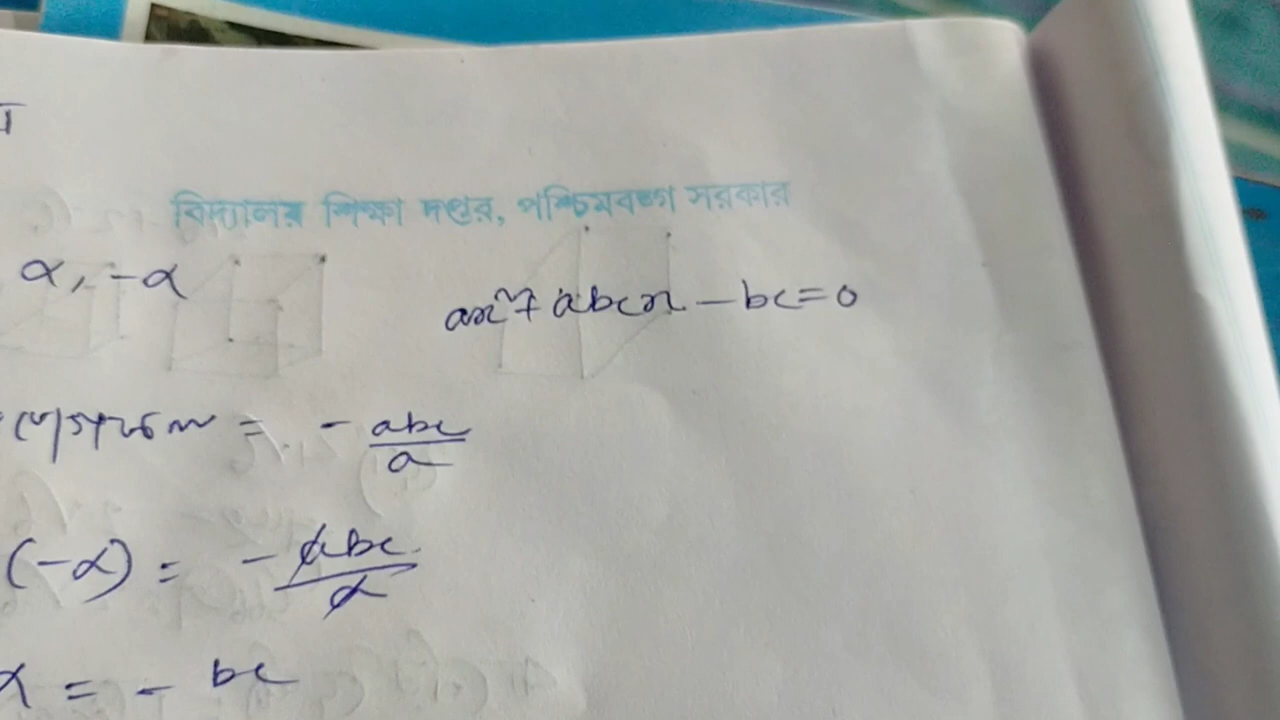 বিদ্যালয় শিক্ষা দপ্তর, পশ্চিমবঙ্গ সরকার
α, -α
ax² + abcx - bc = 0
= - abc/a
(-α) = - abc/a
α = - bc